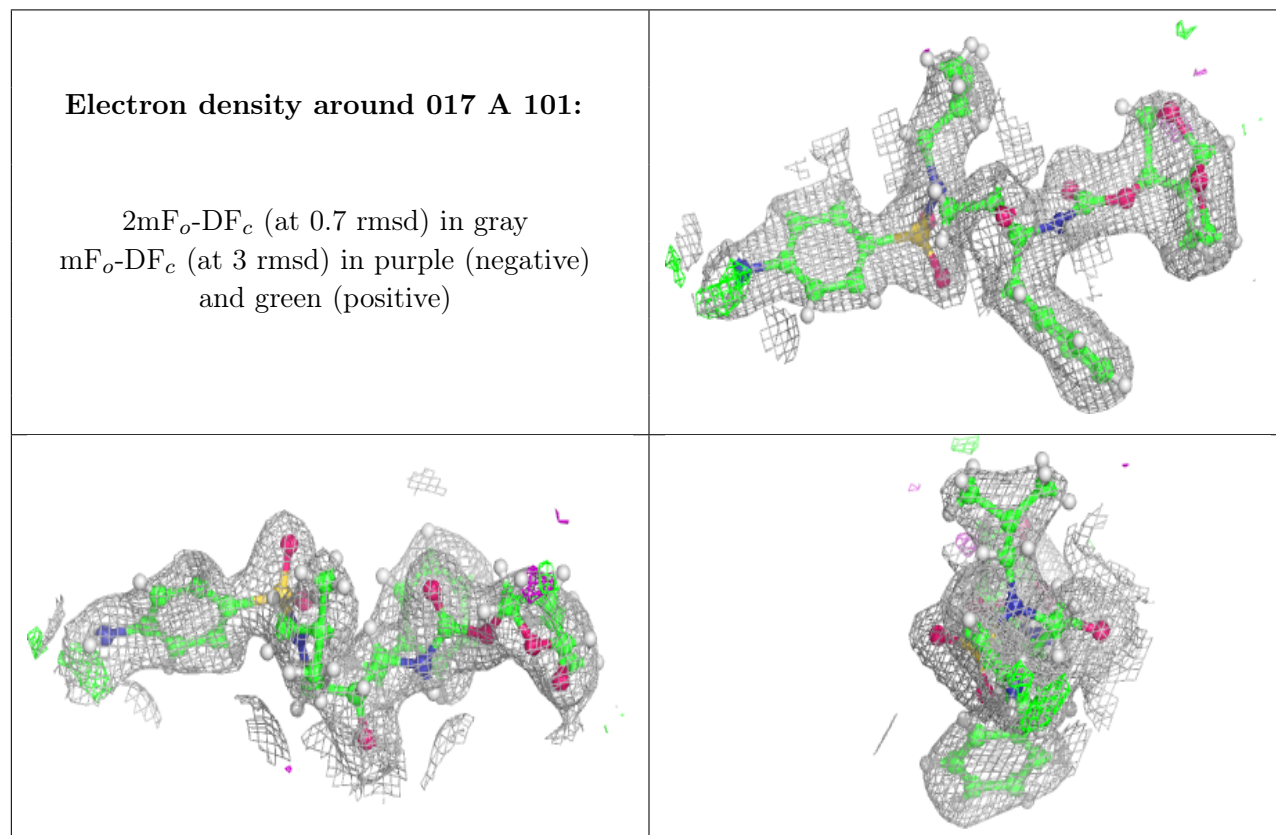 Electron density around 017 A 101:
2mFo-DFc (at 0.7 rmsd) in gray
mFo-DFc (at 3 rmsd) in purple (negative)
and green (positive)